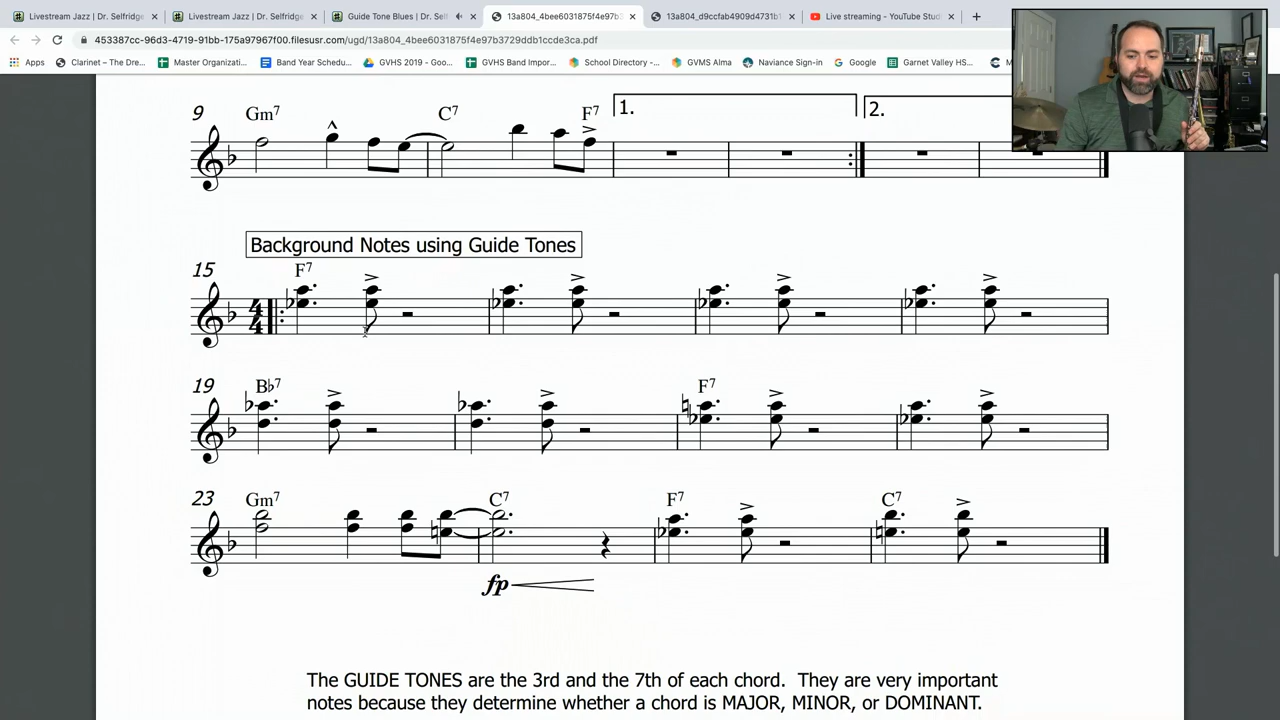 Livestream Jazz | Dr. Selfridge
Livestream Jazz | Dr. Selfridge
Guide Tone Blues | Dr. Sel
13a804_4bee6031875f4e97b3
13a804_d9ccfab4909d4731b1
Live streaming - YouTube Stud
453387cc-96d3-4719-91bb-175a97967f00.filesusr.com/ugd/13a804_4bee6031875f4e97b3729ddb1ccde3ca.pdf
Apps
Clarinet – The Dre...
Master Organizati...
Band Year Schedu...
GVHS 2019 - Goo...
GVHS Band Impor...
School Directory -...
GVMS Alma
Naviance Sign-in
Google
Garnet Valley HS...
M
9 Gm7 C7 F7 1. 2.
Background Notes using Guide Tones
15 F7
4
4
19 B♭7 F7
23 Gm7 C7 F7 C7
fp
The GUIDE TONES are the 3rd and the 7th of each chord. They are very important
notes because they determine whether a chord is MAJOR, MINOR, or DOMINANT.